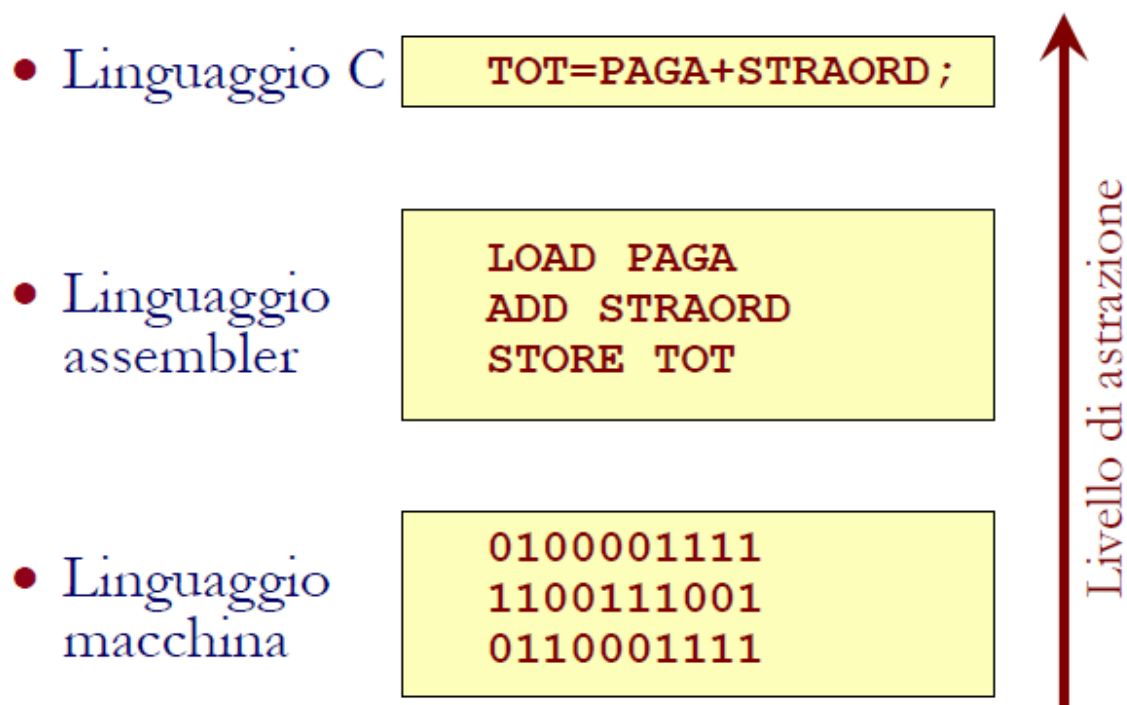 • Linguaggio C
TOT=PAGA+STRAORD;
• Linguaggio
assembler
LOAD PAGA
ADD STRAORD
STORE TOT
• Linguaggio
macchina
0100001111
1100111001
0110001111
Livello di astrazione